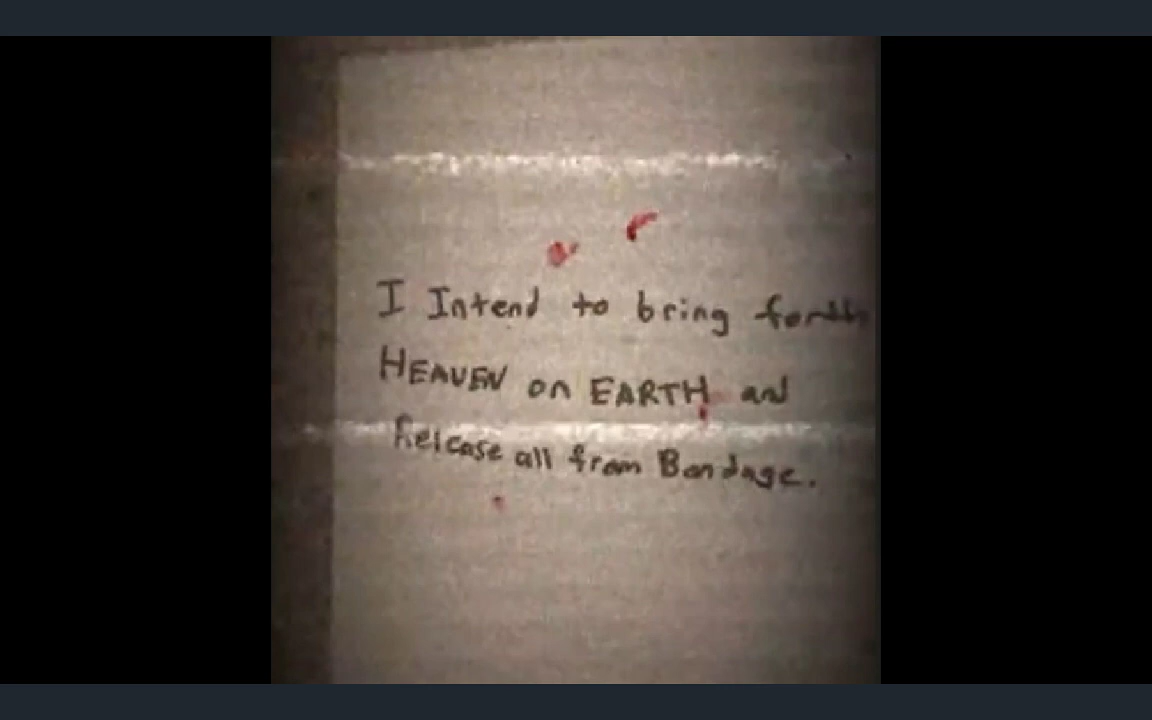 I Intend to bring forth
HEAVEN on EARTH and
Release all from Bondage.